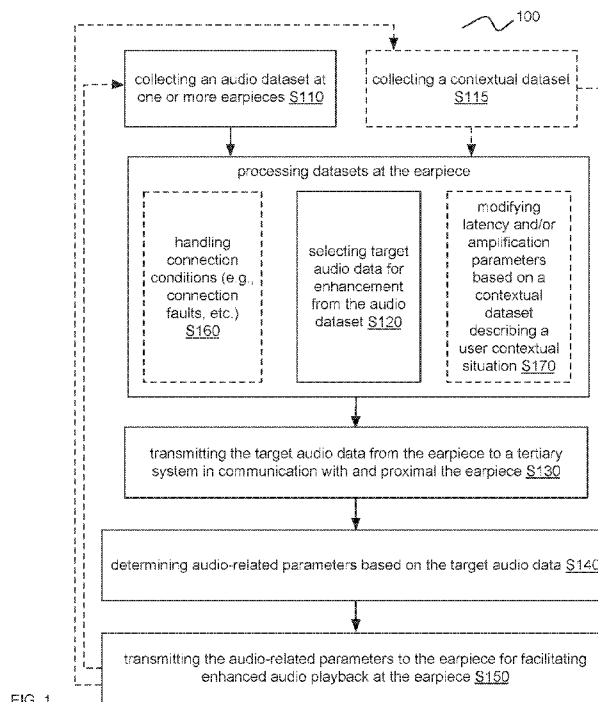 100
collecting an audio dataset at
one or more earpieces S110
collecting a contextual dataset
S115
processing datasets at the earpiece
handling
connection
conditions (e.g.,
connection
faults, etc.)
S160
selecting target
audio data for
enhancement
from the audio
dataset S120
modifying
latency and/or
amplification
parameters
based on a
contextual
dataset
describing a
user contextual
situation S170
transmitting the target audio data from the earpiece to a tertiary
system in communication with and proximal the earpiece S130
determining audio-related parameters based on the target audio data S140
transmitting the audio-related parameters to the earpiece for facilitating
enhanced audio playback at the earpiece S150
FIG. 1